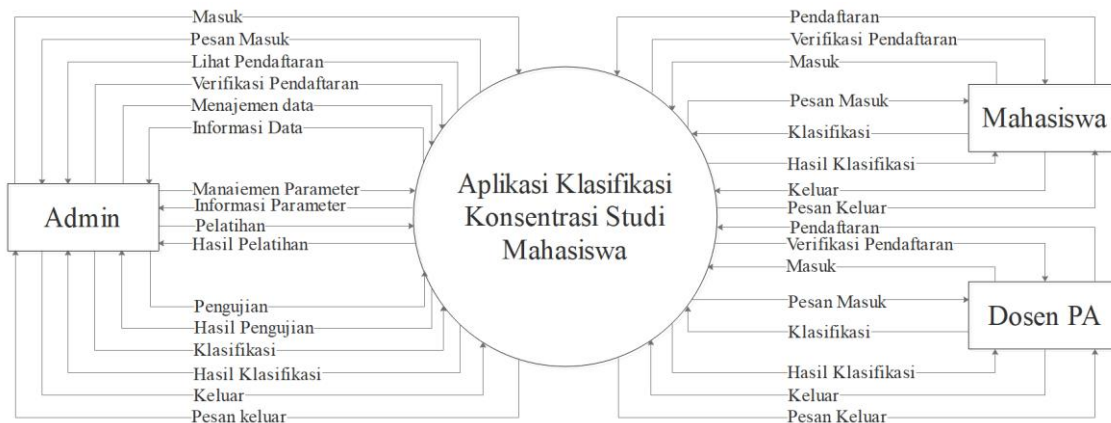 Masuk
Pesan Masuk
Lihat Pendaftaran
Verifikasi Pendaftaran
Menajemen data
Informasi Data
Admin
Manaiemen Parameter
Informasi Parameter
Pelatihan
Hasil Pelatihan
Pengujian
Hasil Pengujian
Klasifikasi
Hasil Klasifikasi
Keluar
Pesan keluar
Aplikasi Klasifikasi
Konsentrasi Studi
Mahasiswa
Pendaftaran
Verifikasi Pendaftaran
Masuk
Pesan Masuk
Klasifikasi
Hasil Klasifikasi
Keluar
Pesan Keluar
Mahasiswa
Pendaftaran
Verifikasi Pendaftaran
Masuk
Pesan Masuk
Klasifikasi
Hasil Klasifikasi
Keluar
Pesan Keluar
Dosen PA